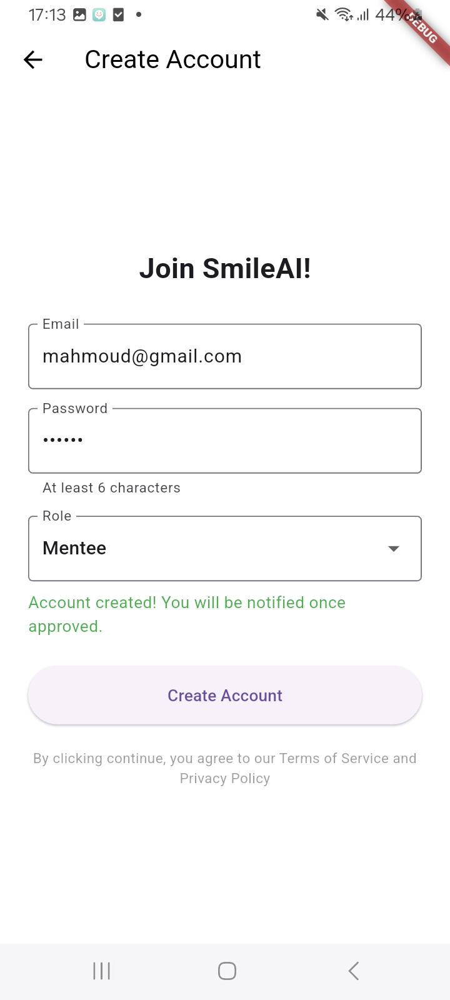 17:13
44%
DEBUG
Create Account
Join SmileAI!
Email
mahmoud@gmail.com
Password
••••••
At least 6 characters
Role
Mentee
Account created! You will be notified once
approved.
Create Account
By clicking continue, you agree to our Terms of Service and
Privacy Policy